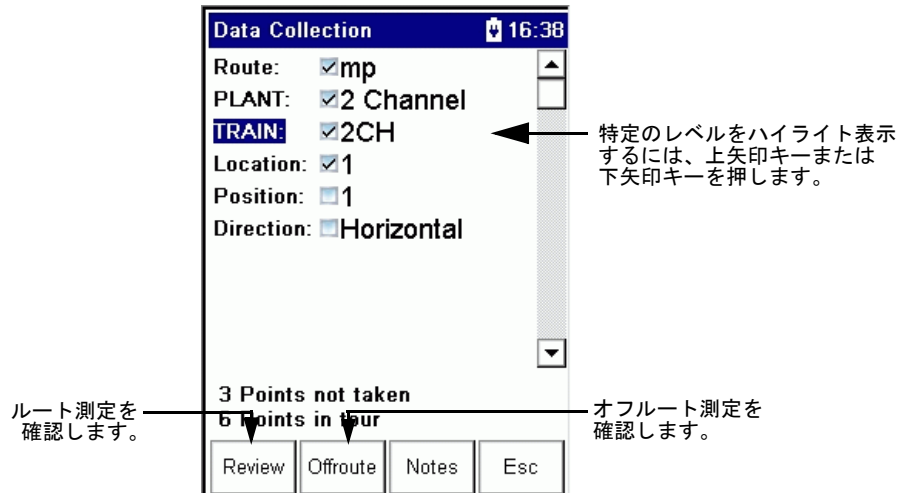 Data Collection 16:38
Route: mp
PLANT: 2 Channel
TRAIN: 2CH
Location: 1
Position: 1
Direction: Horizontal
特定のレベルをハイライト表示
するには、上矢印キーまたは
下矢印キーを押します。
3 Points not taken
6 Points in tour
ルート測定を
確認します。
オフルート測定を
確認します。
Review Offroute Notes Esc